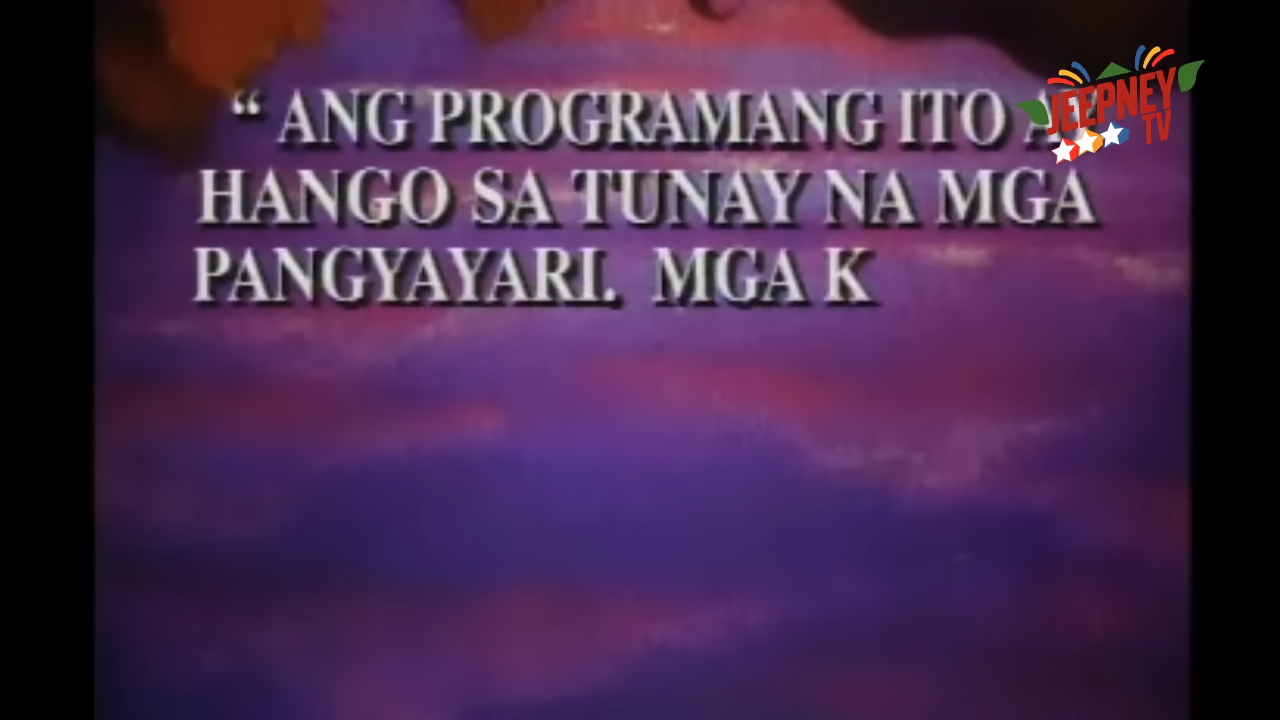 “ ANG PROGRAMANG ITO
HANGO SA TUNAY NA MGA
PANGYAYARI. MGA K
JEEPNEY
TV